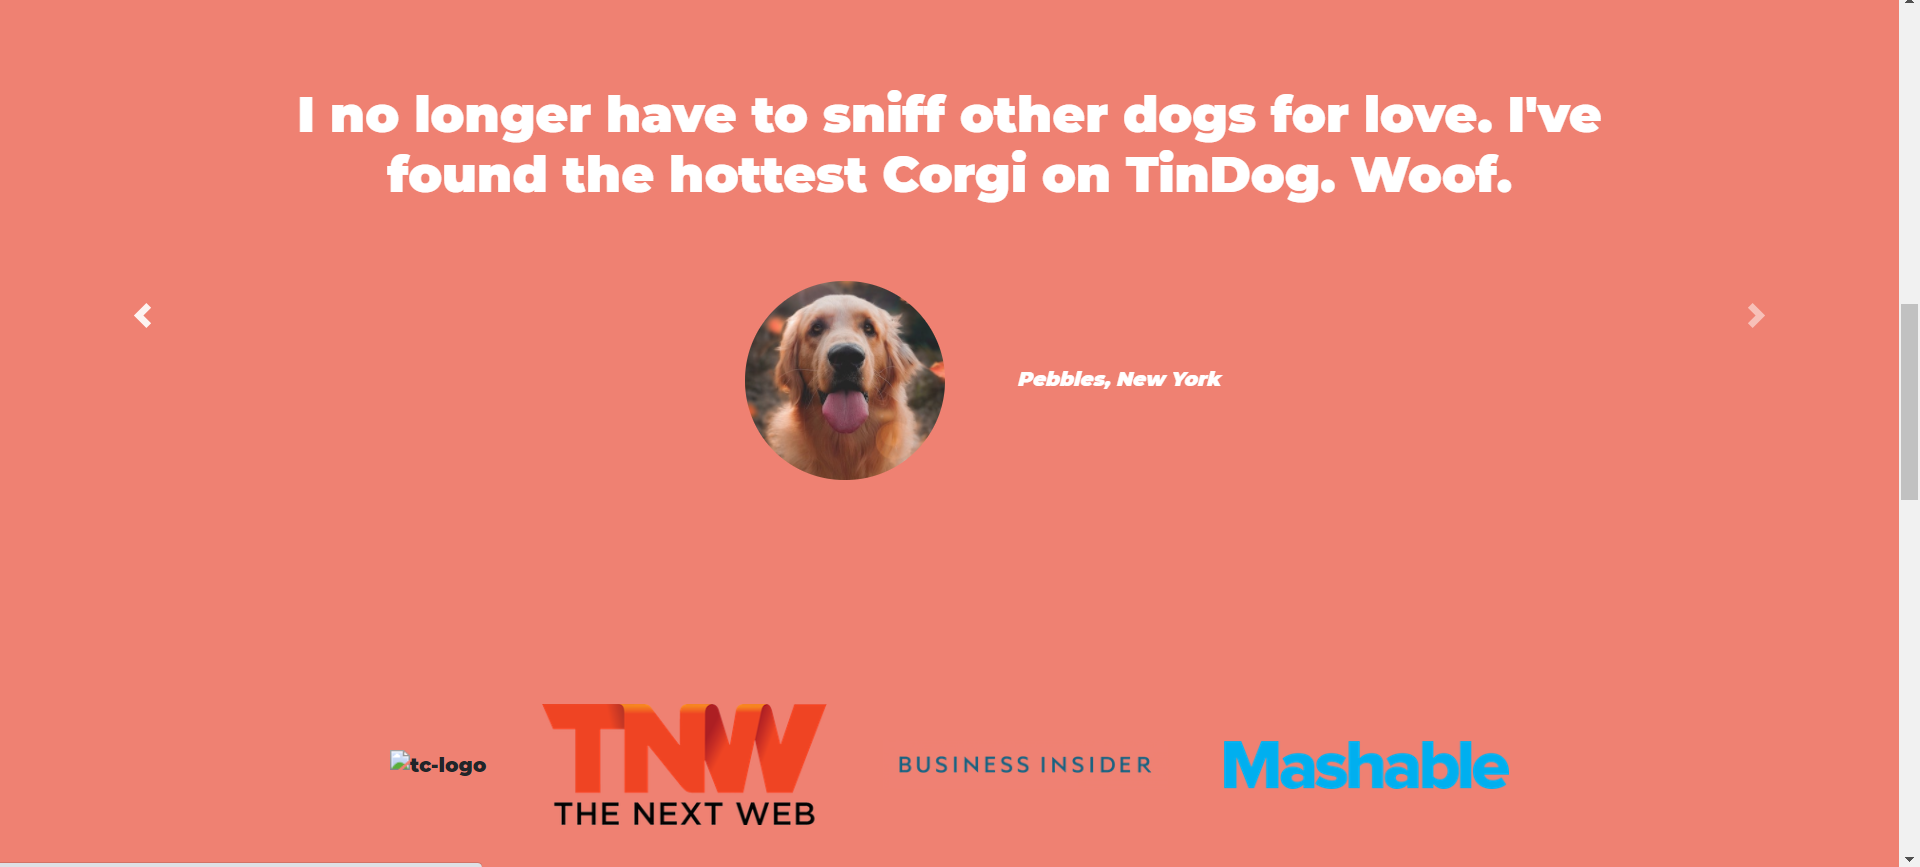 I no longer have to sniff other dogs for love. I've
found the hottest Corgi on TinDog. Woof.
Pebbles, New York
tc-logo
TNW
THE NEXT WEB
BUSINESS INSIDER
Mashable